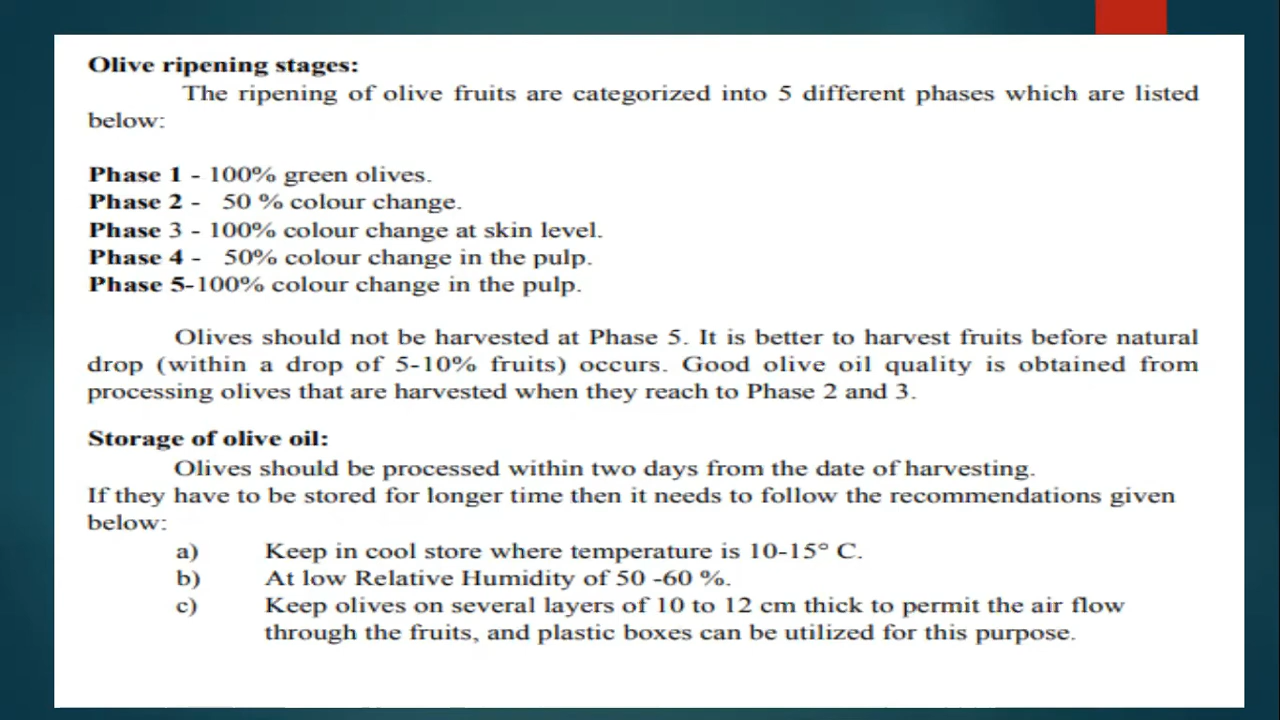 Olive ripening stages:
The ripening of olive fruits are categorized into 5 different phases which are listed
below:
Phase 1 - 100% green olives.
Phase 2 - 50 % colour change.
Phase 3 - 100% colour change at skin level.
Phase 4 - 50% colour change in the pulp.
Phase 5-100% colour change in the pulp.
Olives should not be harvested at Phase 5. It is better to harvest fruits before natural
drop (within a drop of 5-10% fruits) occurs. Good olive oil quality is obtained from
processing olives that are harvested when they reach to Phase 2 and 3.
Storage of olive oil:
Olives should be processed within two days from the date of harvesting.
If they have to be stored for longer time then it needs to follow the recommendations given
below:
a) Keep in cool store where temperature is 10-15° C.
b) At low Relative Humidity of 50 -60 %.
c) Keep olives on several layers of 10 to 12 cm thick to permit the air flow
through the fruits, and plastic boxes can be utilized for this purpose.